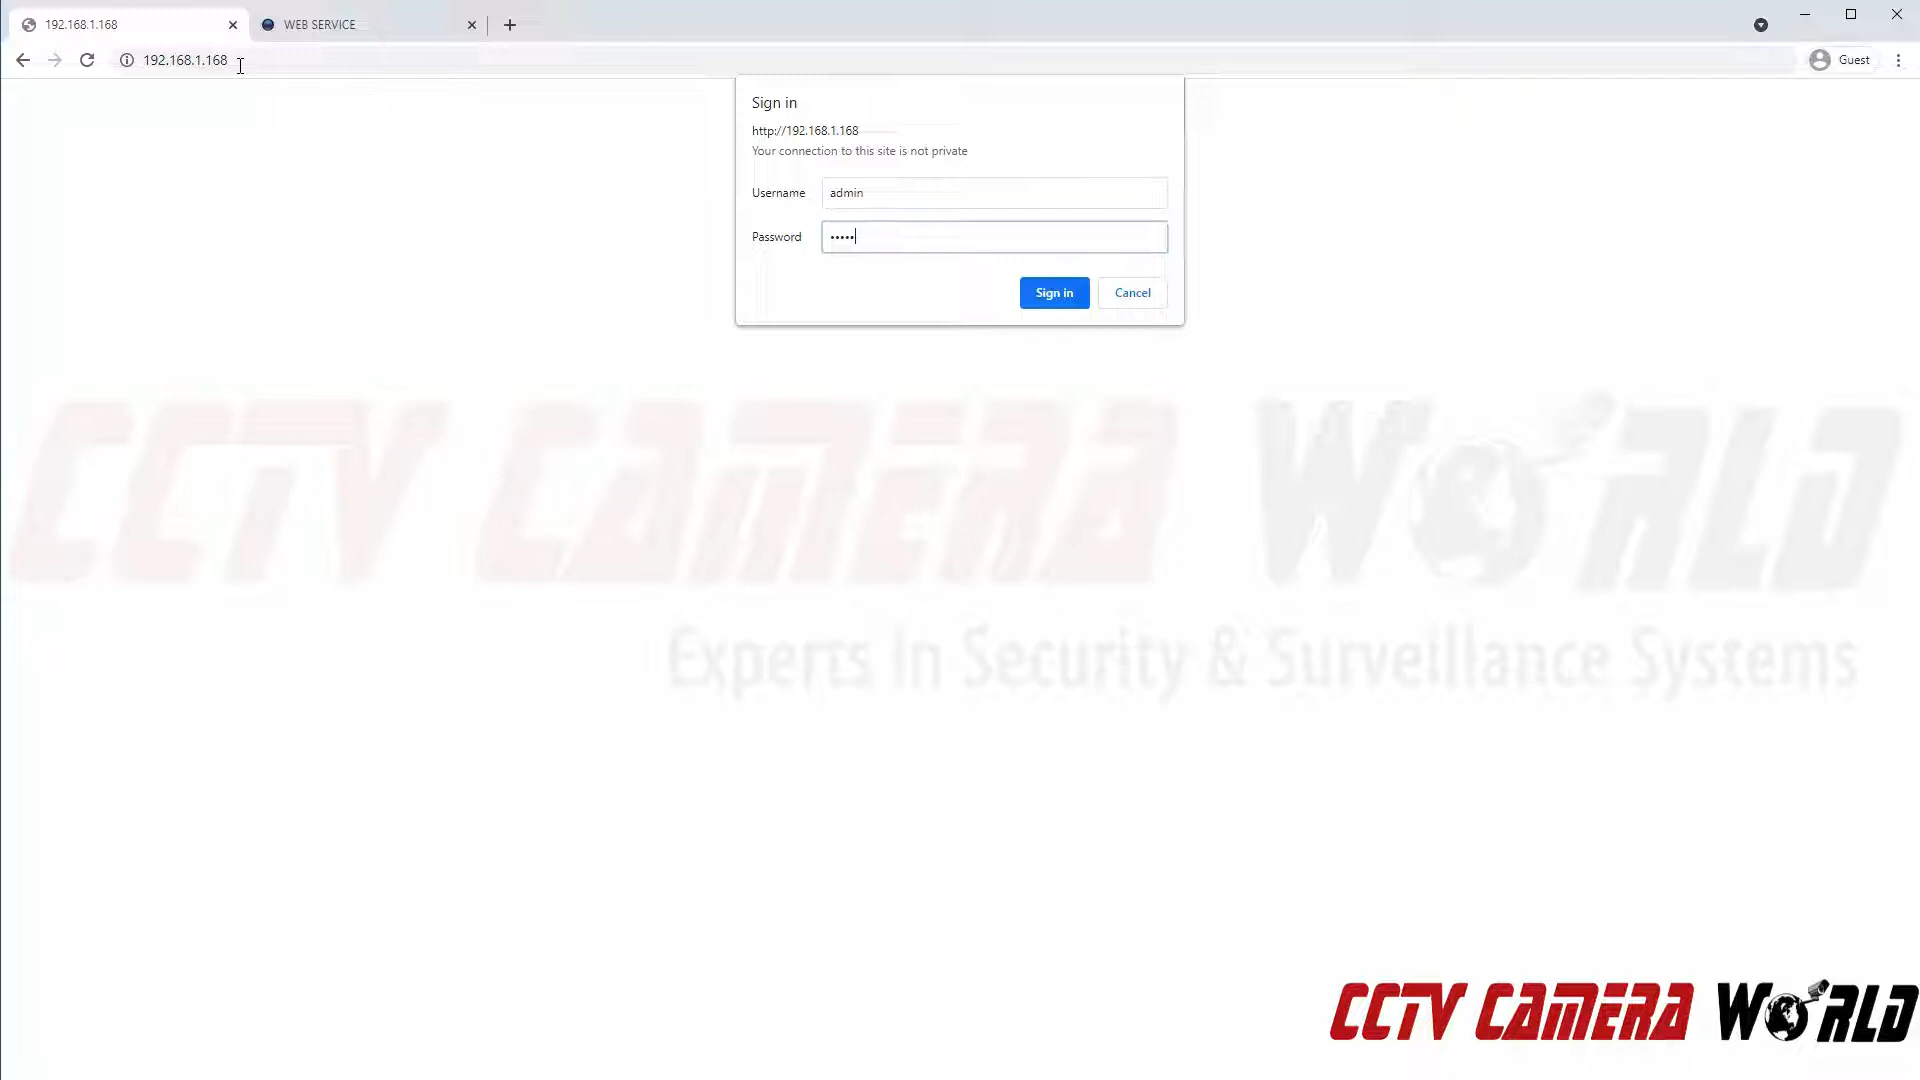 192.168.1.168
WEB SERVICE
192.168.1.168
Guest
Sign in
http://192.168.1.168
Your connection to this site is not private
Username
admin
Password
•••••
Sign in
Cancel
CCTV CAMERA WORLD
Experts In Security & Surveillance Systems
CCTV CAMERA WORLD